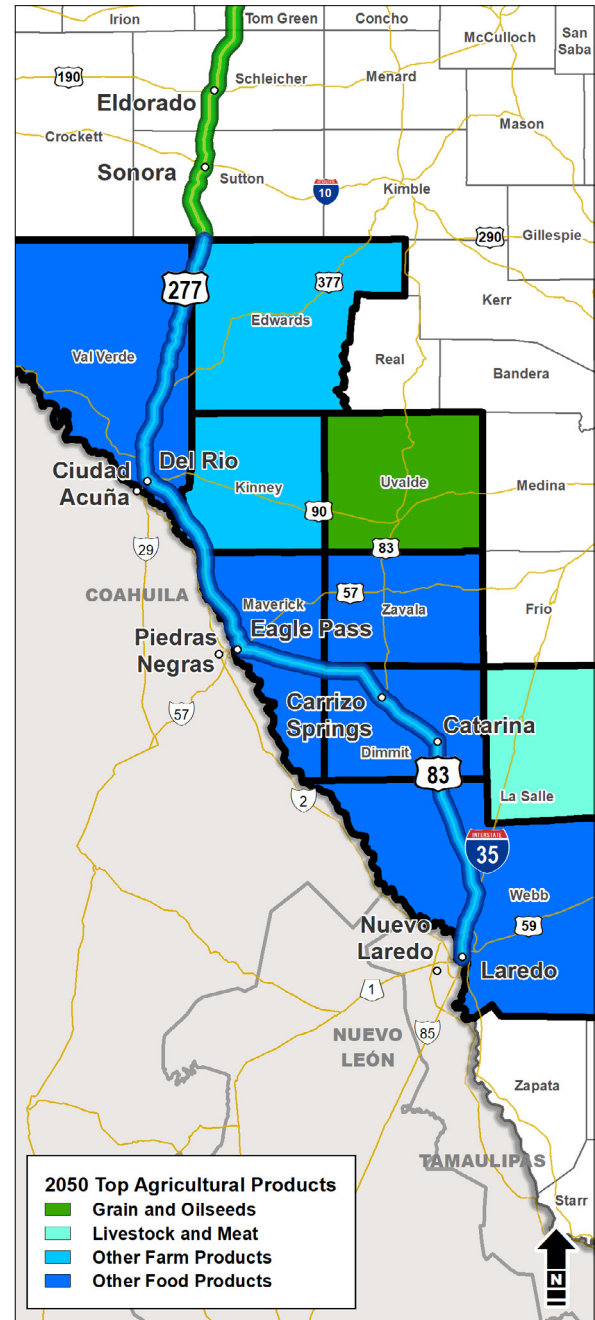 Irion
Tom Green
Concho
McCulloch
San
Saba
190
Schleicher
Menard
Eldorado
Crockett
Mason
Sonora
Sutton
INTERSTATE
10
Kimble
290
Gillespie
277
377
Kerr
Edwards
Val Verde
Real
Bandera
Del Rio
Ciudad
Acuña
Kinney
Uvalde
Medina
90
83
29
COAHUILA
57
Maverick
Zavala
Frio
Eagle Pass
Piedras
Negras
57
Carrizo
Springs
Catarina
Dimmit
83
2
La Salle
INTERSTATE
35
Webb
59
Nuevo
Laredo
Laredo
1
NUEVO
LEÓN
85
Zapata
TAMAULIPAS
Starr
2050 Top Agricultural Products
Grain and Oilseeds
Livestock and Meat
Other Farm Products
Other Food Products
N